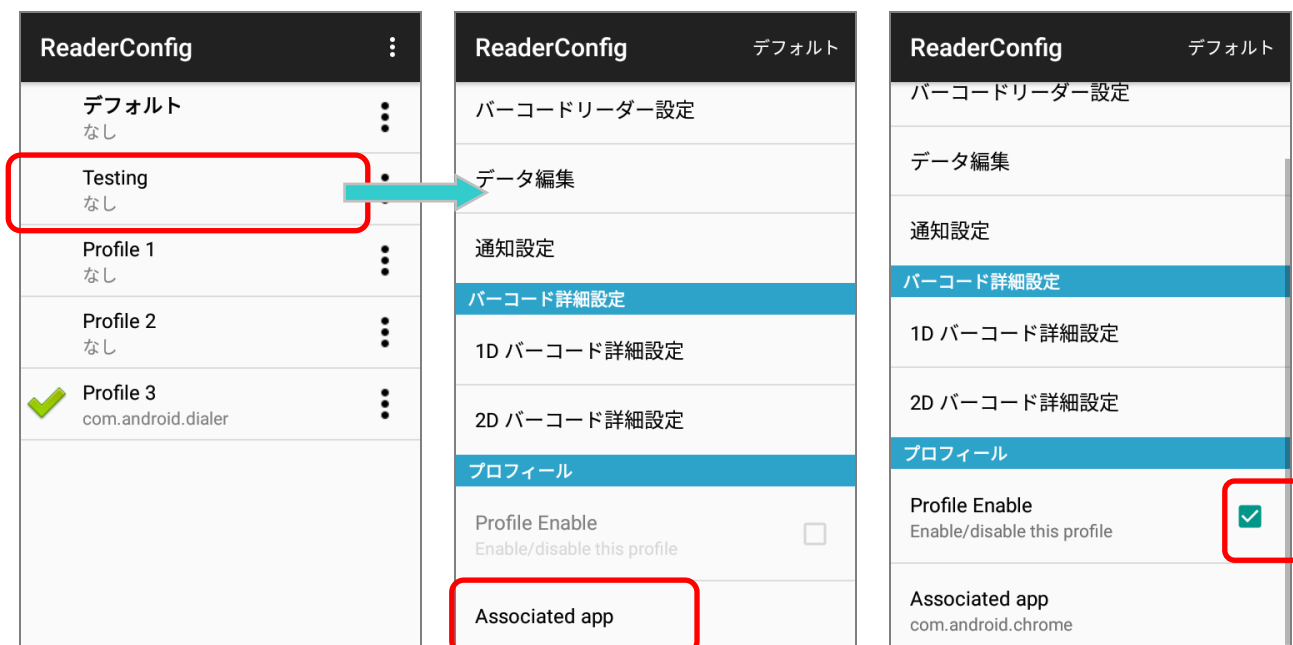 ReaderConfig
デフォルト
なし
Testing
なし
Profile 1
なし
Profile 2
なし
Profile 3
com.android.dialer
ReaderConfig デフォルト
バーコードリーダー設定
データ編集
通知設定
バーコード詳細設定
1D バーコード詳細設定
2D バーコード詳細設定
プロフィール
Profile Enable
Enable/disable this profile
Associated app
ReaderConfig デフォルト
バーコードリーダー設定
データ編集
通知設定
バーコード詳細設定
1D バーコード詳細設定
2D バーコード詳細設定
プロフィール
Profile Enable
Enable/disable this profile
Associated app
com.android.chrome